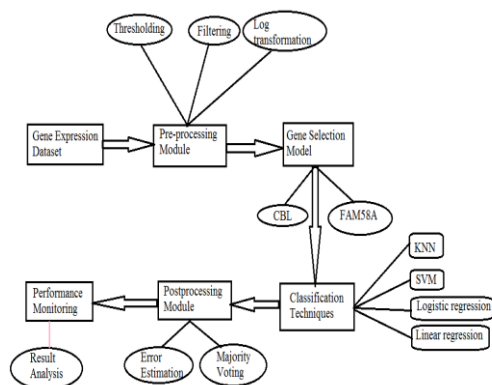 Thresholding
Filtering
Log
transformation
Gene Expression
Dataset
Pre-processing
Module
Gene Selection
Model
CBL
FAM58A
KNN
SVM
Logistic regression
Linear regression
Performance
Monitoring
Postprocessing
Module
Classification
Techniques
Result
Analysis
Error
Estimation
Majority
Voting